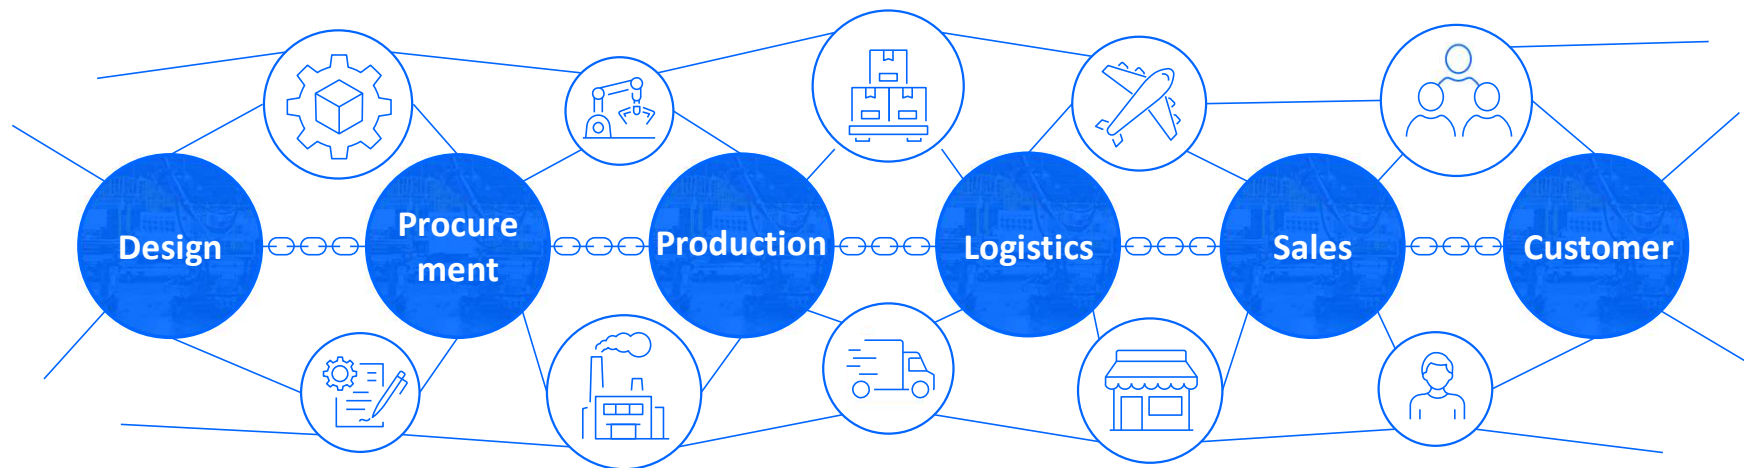 Design
Procure
ment
Production
Logistics
Sales
Customer